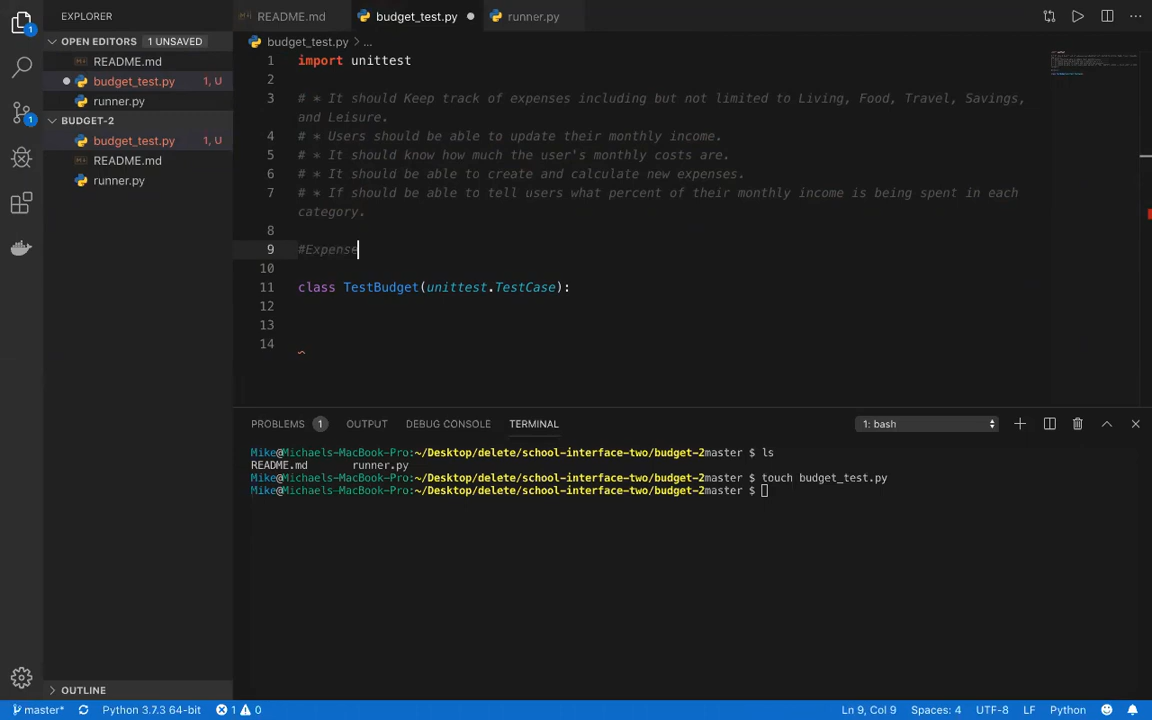 EXPLORER
README.md
budget_test.py
runner.py
OPEN EDITORS 1 UNSAVED
README.md
budget_test.py 1, U
runner.py
BUDGET-2
budget_test.py 1, U
README.md
runner.py
OUTLINE
1
1
budget_test.py > ...
1 import unittest
2
3 # * It should Keep track of expenses including but not limited to Living, Food, Travel, Savings,
and Leisure.
4 # * Users should be able to update their monthly income.
5 # * It should know how much the user's monthly costs are.
6 # * It should be able to create and calculate new expenses.
7 # * If should be able to tell users what percent of their monthly income is being spent in each
category.
8
9 #Expense
10
11 class TestBudget(unittest.TestCase):
12
13
14
PROBLEMS 1 OUTPUT DEBUG CONSOLE TERMINAL 1: bash
Mike@Michaels-MacBook-Pro:~/Desktop/delete/school-interface-two/budget-2master $ ls
README.md runner.py
Mike@Michaels-MacBook-Pro:~/Desktop/delete/school-interface-two/budget-2master $ touch budget_test.py
Mike@Michaels-MacBook-Pro:~/Desktop/delete/school-interface-two/budget-2master $
master* Python 3.7.3 64-bit 1 0 Ln 9, Col 9 Spaces: 4 UTF-8 LF Python